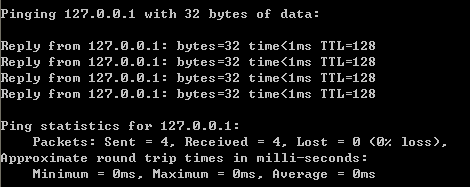 Pinging 127.0.0.1 with 32 bytes of data:
Reply from 127.0.0.1: bytes=32 time<1ms TTL=128
Reply from 127.0.0.1: bytes=32 time<1ms TTL=128
Reply from 127.0.0.1: bytes=32 time<1ms TTL=128
Reply from 127.0.0.1: bytes=32 time<1ms TTL=128
Ping statistics for 127.0.0.1:
Packets: Sent = 4, Received = 4, Lost = 0 (0% loss),
Approximate round trip times in milli-seconds:
Minimum = 0ms, Maximum = 0ms, Average = 0ms